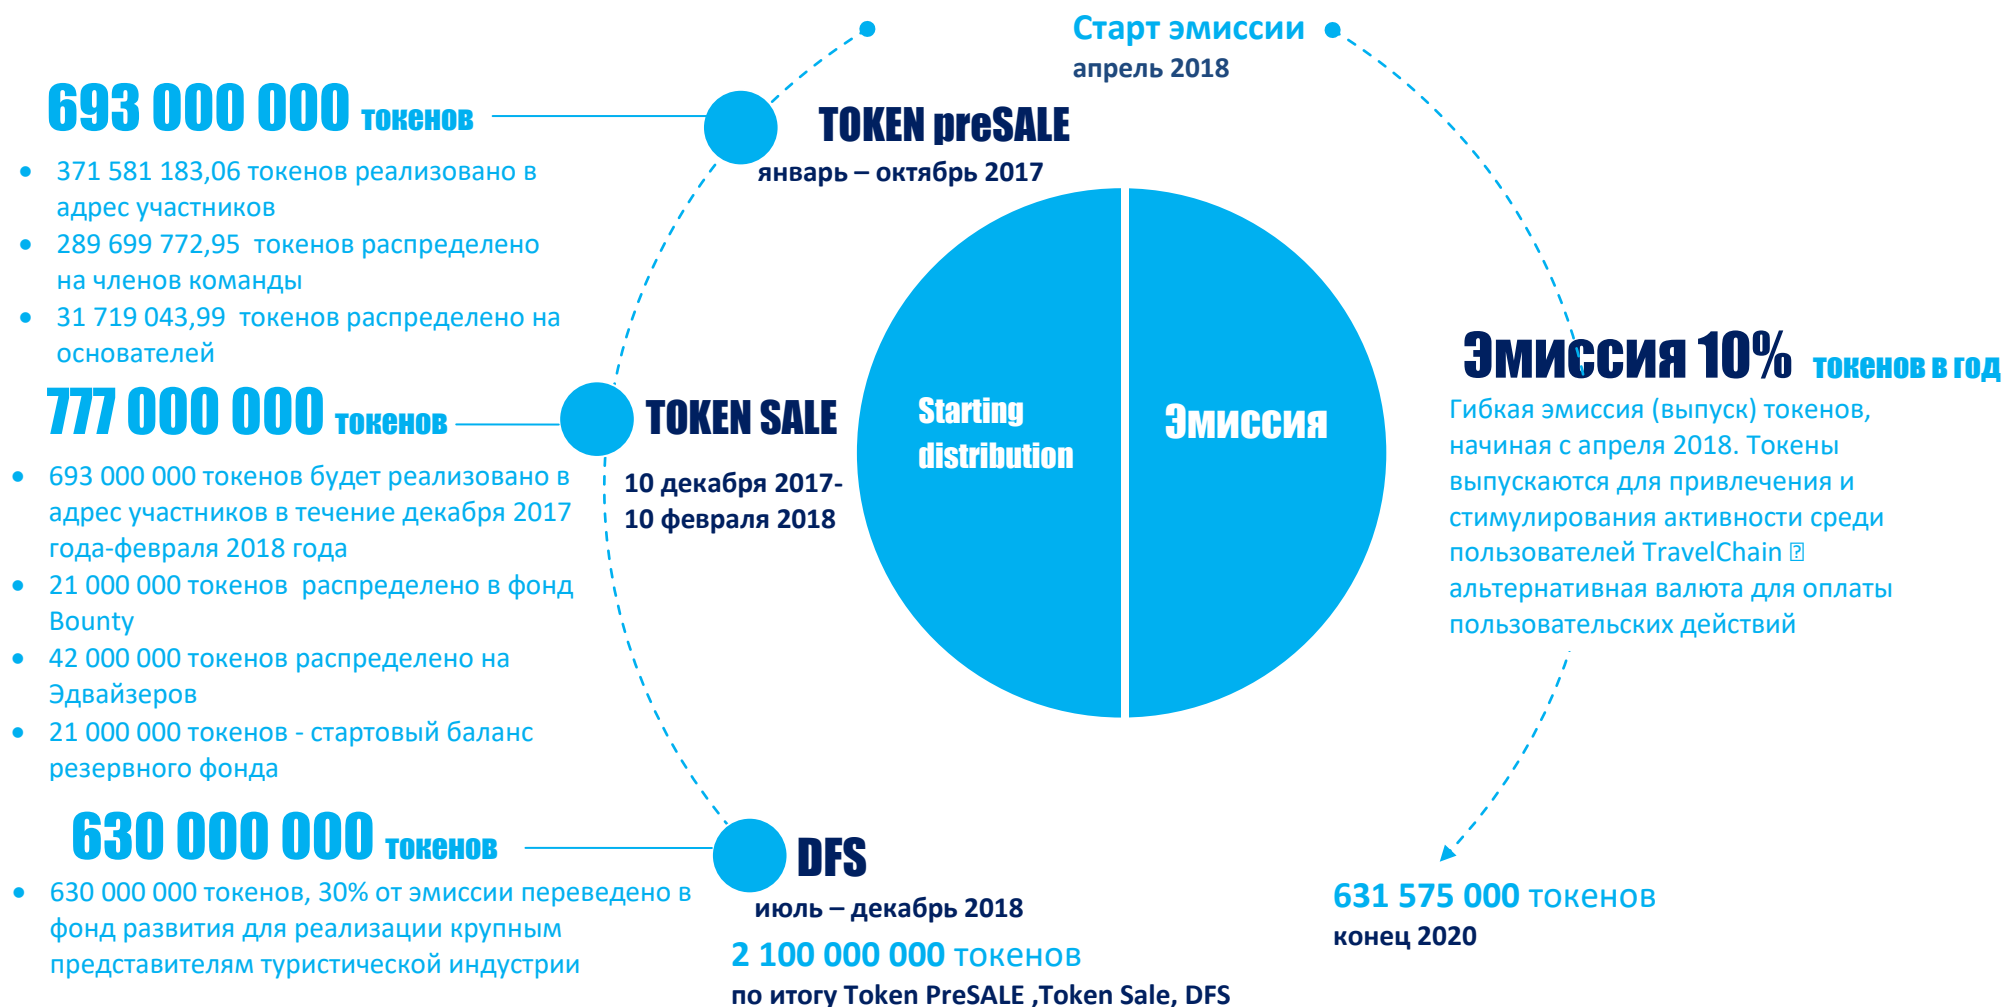 Старт эмиссии
апрель 2018
693 000 000 токенов
TOKEN preSALE
январь – октябрь 2017
• 371 581 183,06 токенов реализовано в
адрес участников
• 289 699 772,95 токенов распределено
на членов команды
• 31 719 043,99 токенов распределено на
основателей
777 000 000 токенов
TOKEN SALE
10 декабря 2017-
10 февраля 2018
• 693 000 000 токенов будет реализовано в
адрес участников в течение декабря 2017
года-февраля 2018 года
• 21 000 000 токенов распределено в фонд
Bounty
• 42 000 000 токенов распределено на
Эдвайзеров
• 21 000 000 токенов - стартовый баланс
резервного фонда
630 000 000 токенов
DFS
июль – декабрь 2018
• 630 000 000 токенов, 30% от эмиссии переведено в
фонд развития для реализации крупным
представителям туристической индустрии
2 100 000 000 токенов
по итогу Token PreSALE ,Token Sale, DFS
Starting
distribution
Эмиссия
Эмиссия 10% токенов в год
Гибкая эмиссия (выпуск) токенов,
начиная с апреля 2018. Токены
выпускаются для привлечения и
стимулирования активности среди
пользователей TravelChain ⍰
альтернативная валюта для оплаты
пользовательских действий
631 575 000 токенов
конец 2020